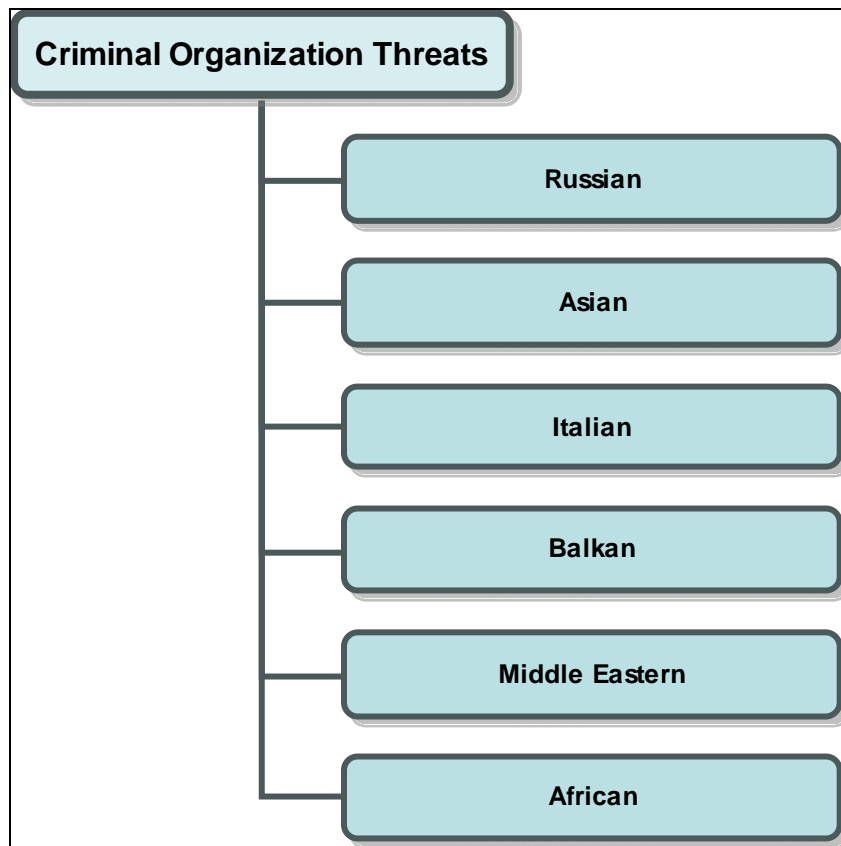 Criminal Organization Threats
Russian
Asian
Italian
Balkan
Middle Eastern
African